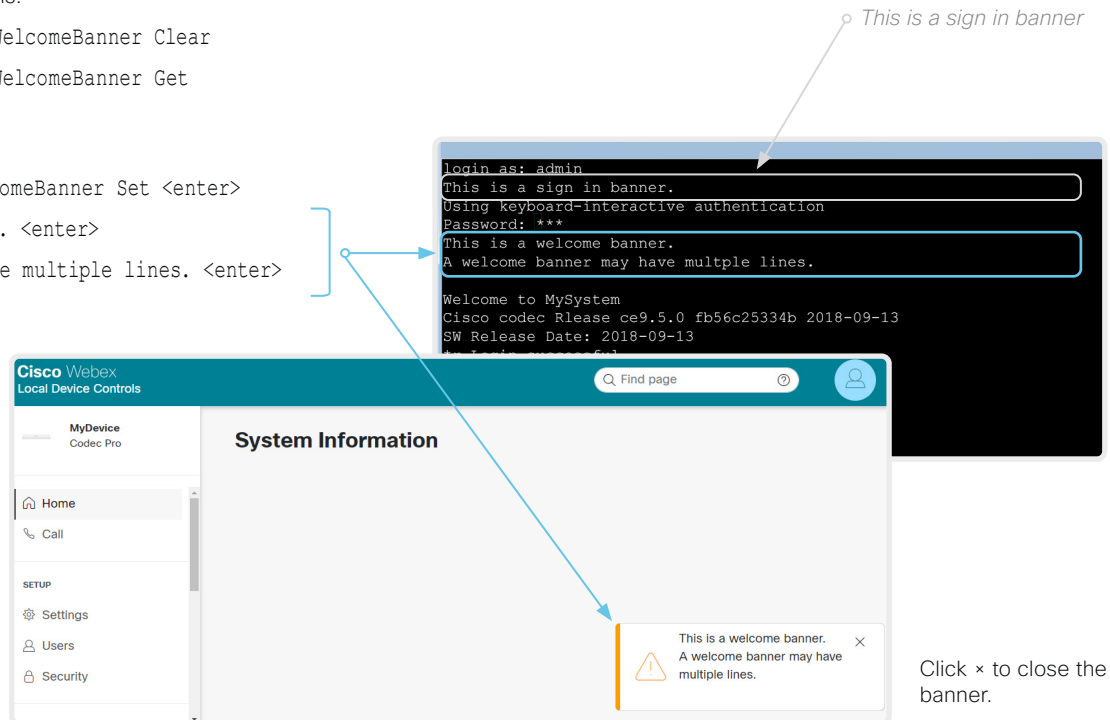 This is a sign in banner
WelcomeBanner Clear
WelcomeBanner Get
omeBanner Set <enter>
. <enter>
e multiple lines. <enter>
login as: admin
This is a sign in banner.
Using keyboard-interactive authentication
Password: ***
This is a welcome banner.
A welcome banner may have multple lines.
Welcome to MySystem
Cisco codec Rlease ce9.5.0 fb56c25334b 2018-09-13
SW Release Date: 2018-09-13
*r Login successful
Cisco Webex
Local Device Controls
Find page
MyDevice
Codec Pro
System Information
Home
Call
SETUP
Settings
Users
Security
This is a welcome banner.
A welcome banner may have
multiple lines.
Click × to close the
banner.